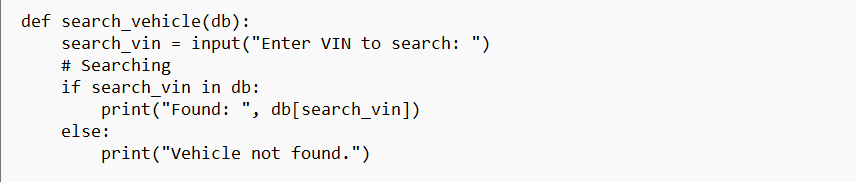 def search_vehicle(db):
    search_vin = input("Enter VIN to search: ")
    # Searching
    if search_vin in db:
        print("Found: ", db[search_vin])
    else:
        print("Vehicle not found.")